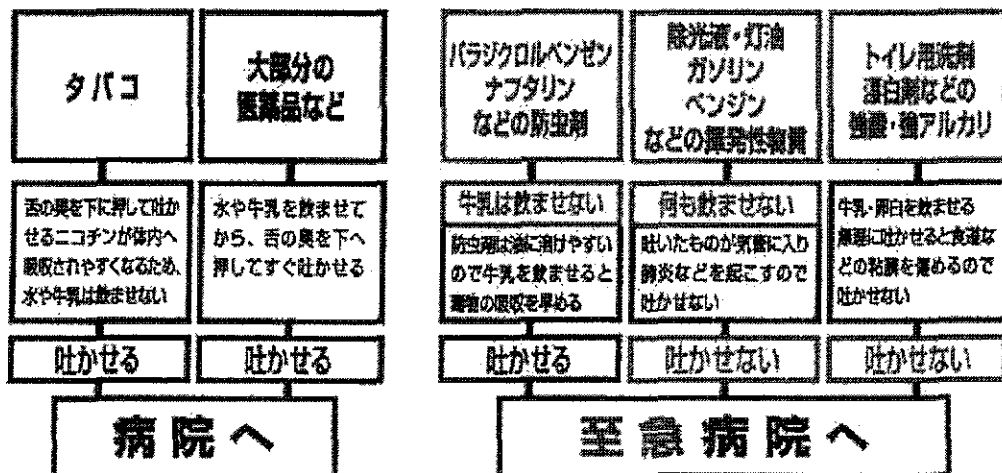 タバコ
舌の奥を下に押して吐か
せるニコチンが体内へ
吸収されやすくなるため、
水や牛乳は飲ませない
吐かせる
大部分の
医薬品など
水や牛乳を飲ませて
から、舌の奥を下へ
押してすぐ吐かせる
吐かせる
病院へ
パラジクロルベンゼン
ナフタリン
などの防虫剤
牛乳は飲ませない
防虫剤は油に溶けやすい
ので牛乳を飲ませると
毒物の吸収を早める
吐かせる
除光液・灯油
ガソリン
ベンジン
などの揮発性物質
何も飲ませない
吐いたものが気管に入り
肺炎などを起こすので
吐かせない
吐かせない
トイレ用洗剤
漂白剤などの
強酸・強アルカリ
牛乳・卵白を飲ませる
無理に吐かせると食道な
どの粘膜を傷めるので
吐かせない
吐かせない
至急病院へ